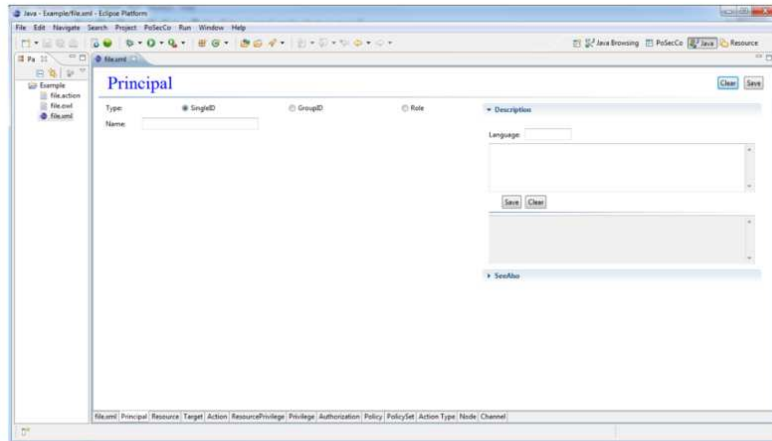 Java - Example/file.xml - Eclipse Platform
File Edit Navigate Search Project PoSecCo Run Window Help
Java Browsing PoSecCo Java Resource
Pa
file.xml
Example
file.action
file.owl
file.xml
Principal
Clear Save
Type: SingleID GroupID Role
Name:
Description
Language:
Save Clear
SeeAlso
file.xml Principal Resource Target Action ResourcePrivilege Privilege Authorization Policy PolicySet Action Type Node Channel